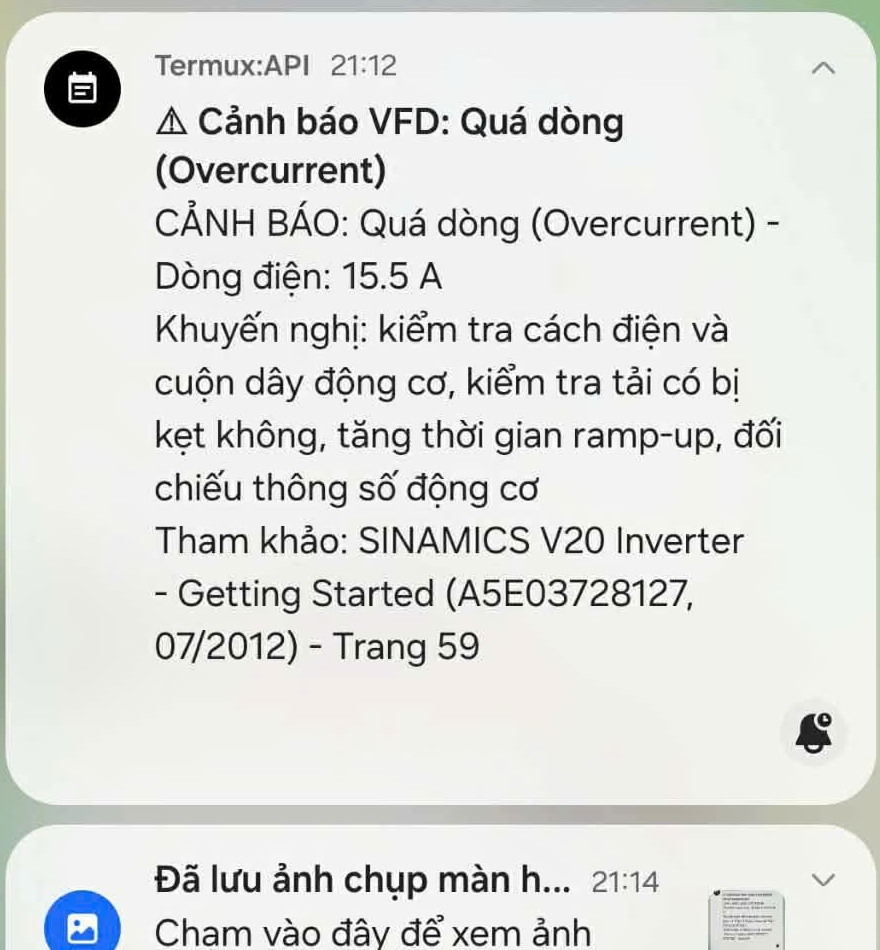 Termux:API 21:12
⚠ Cảnh báo VFD: Quá dòng
(Overcurrent)
CẢNH BÁO: Quá dòng (Overcurrent) -
Dòng điện: 15.5 A
Khuyến nghị: kiểm tra cách điện và
cuộn dây động cơ, kiểm tra tải có bị
kẹt không, tăng thời gian ramp-up, đối
chiếu thông số động cơ
Tham khảo: SINAMICS V20 Inverter
- Getting Started (A5E03728127,
07/2012) - Trang 59
Đã lưu ảnh chụp màn h... 21:14
Chạm vào đây để xem ảnh